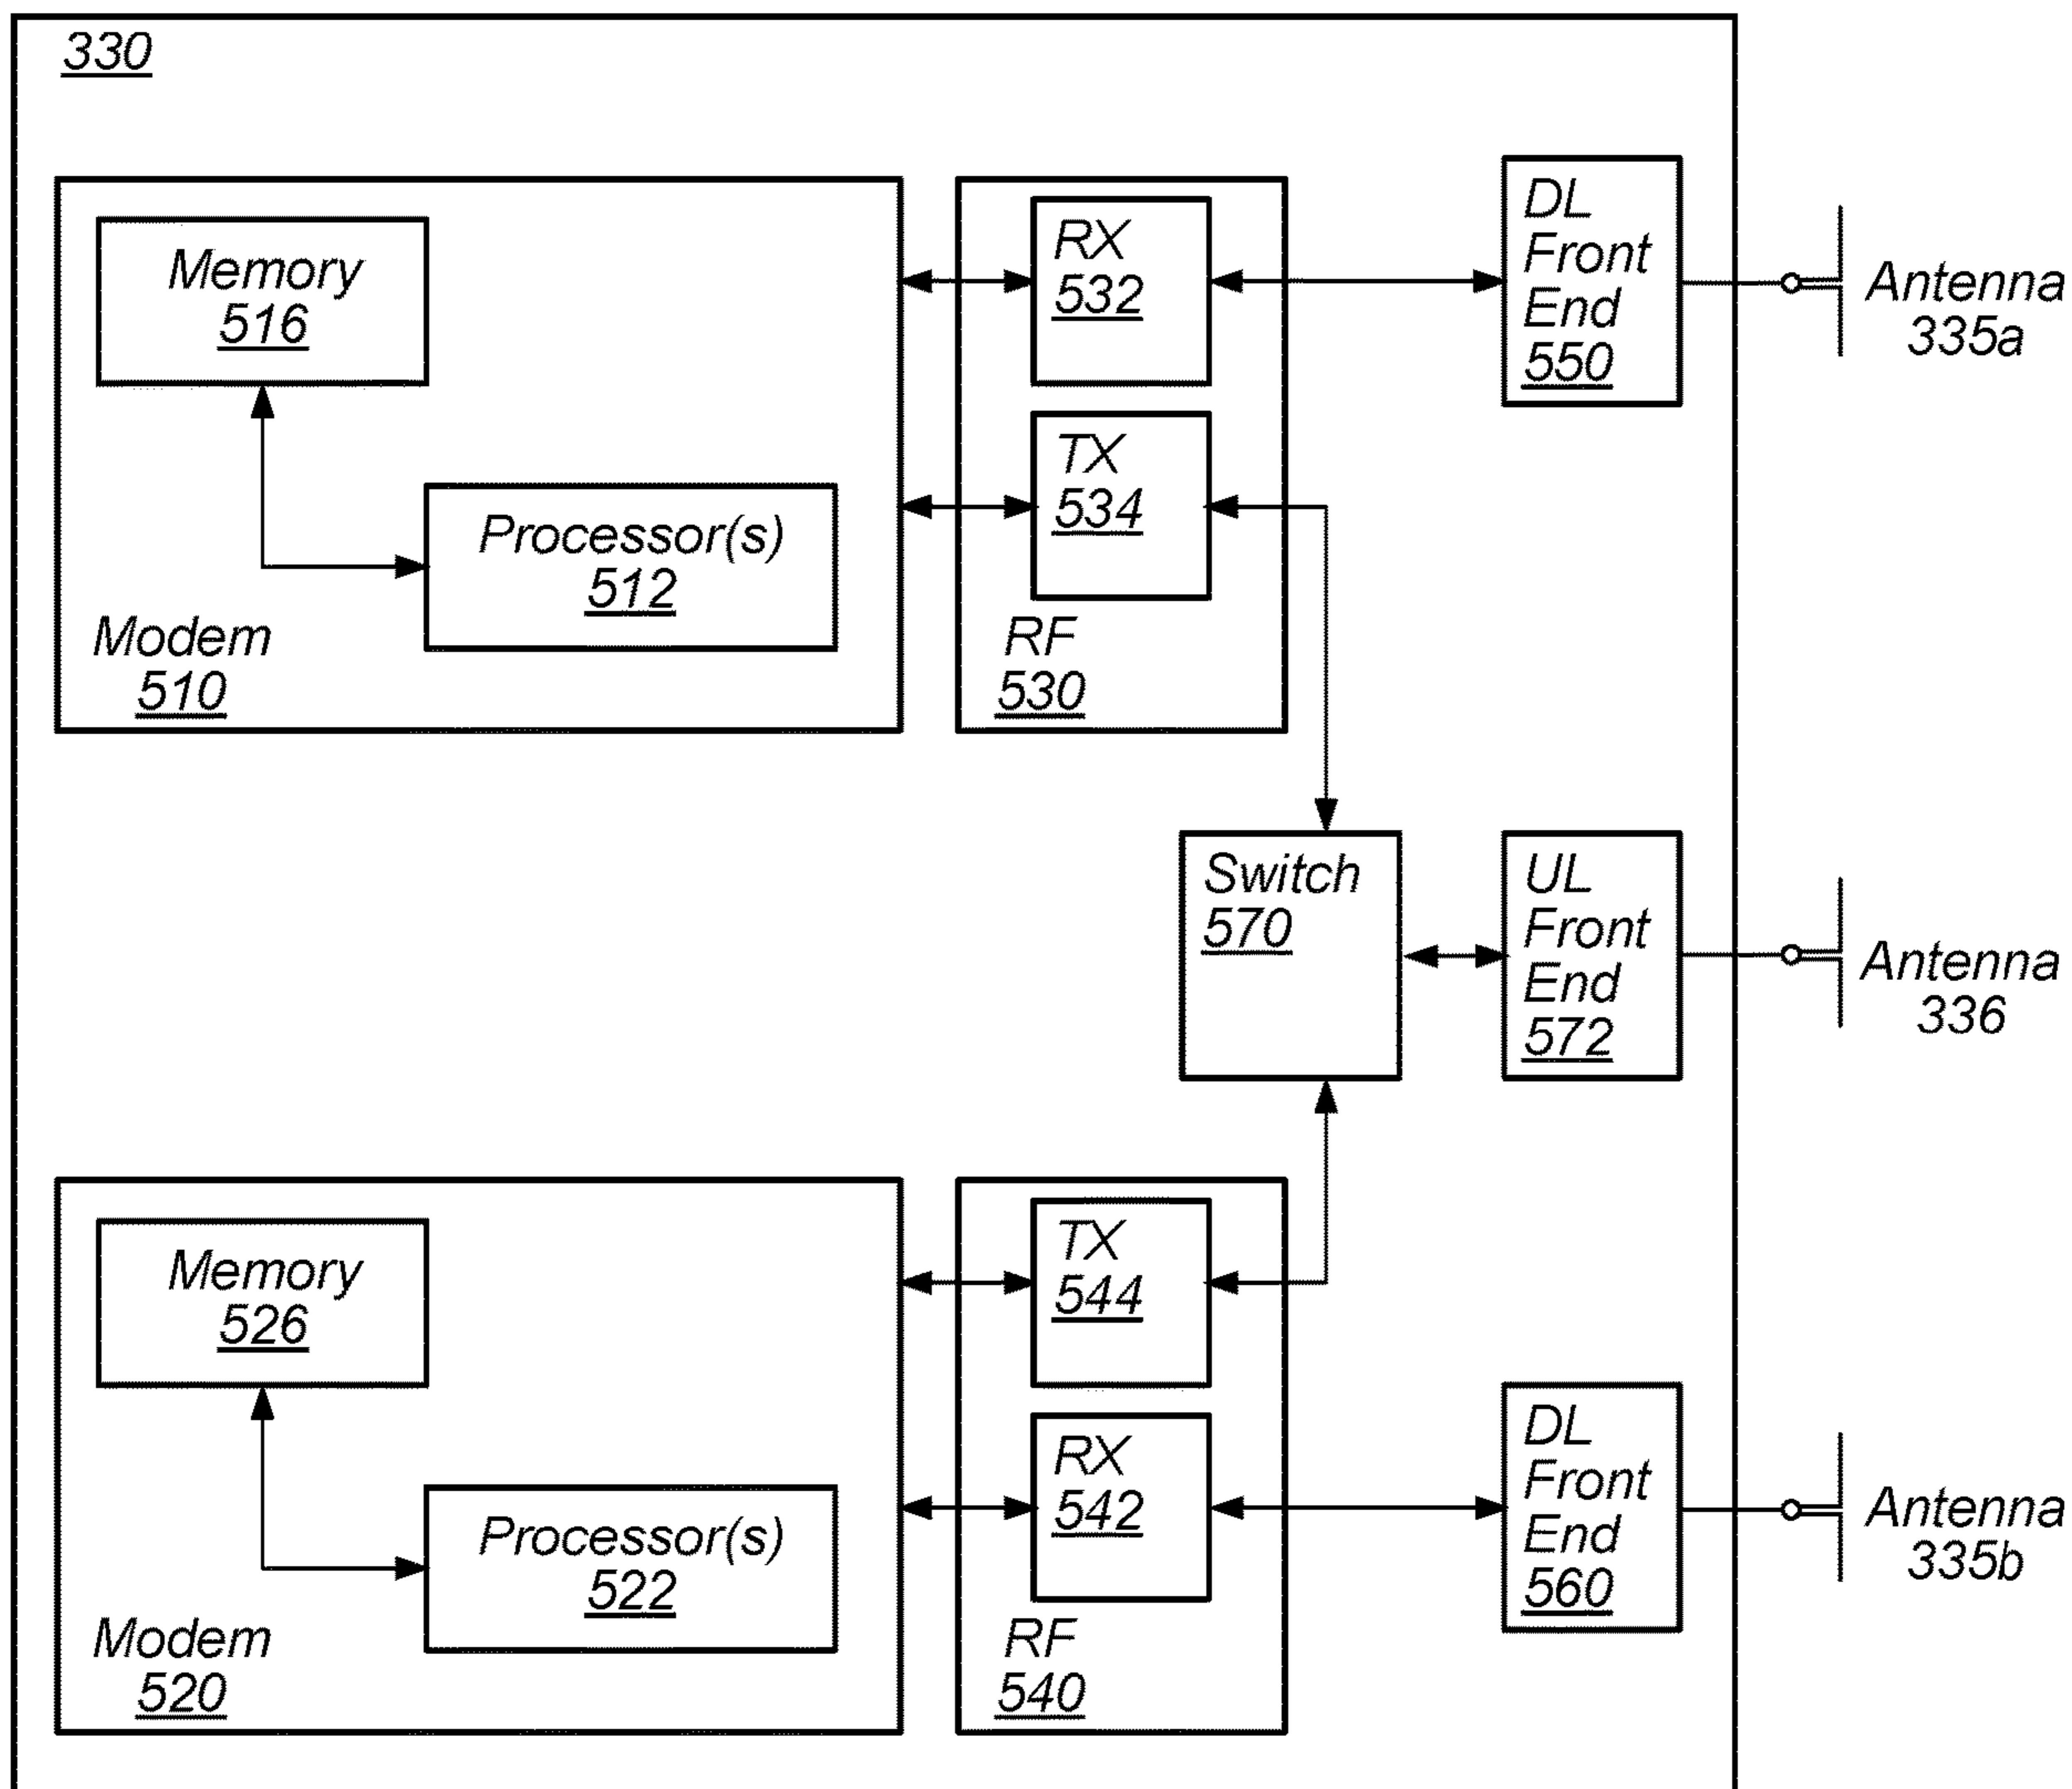 330
Memory
516
Processor(s)
512
Modem
510
RX
532
TX
534
RF
530
DL
Front
End
550
Antenna
335a
Switch
570
UL
Front
End
572
Antenna
336
Memory
526
Processor(s)
522
Modem
520
TX
544
RX
542
RF
540
DL
Front
End
560
Antenna
335b